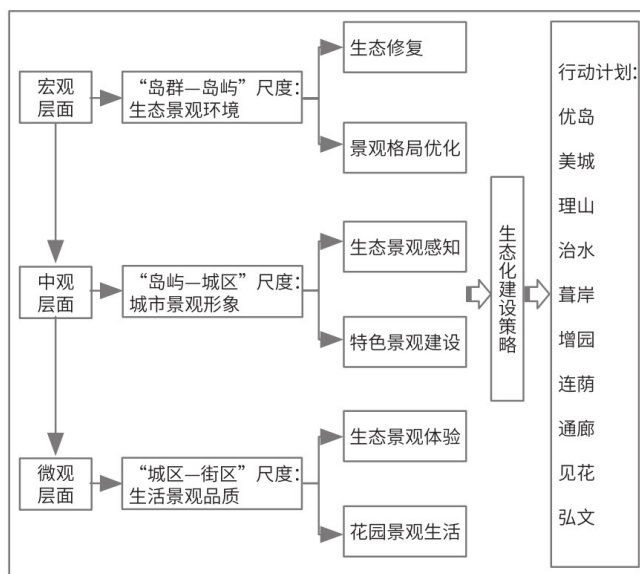 宏观
层面
“岛群—岛屿”尺度：
生态景观环境
生态修复
景观格局优化
中观
层面
“岛屿—城区”尺度：
城市景观形象
生态景观感知
特色景观建设
微观
层面
“城区—街区”尺度：
生活景观品质
生态景观体验
花园景观生活
生态化建设策略
行动计划：
优岛
美城
理山
治水
葺岸
增园
连荫
通廊
见花
弘文